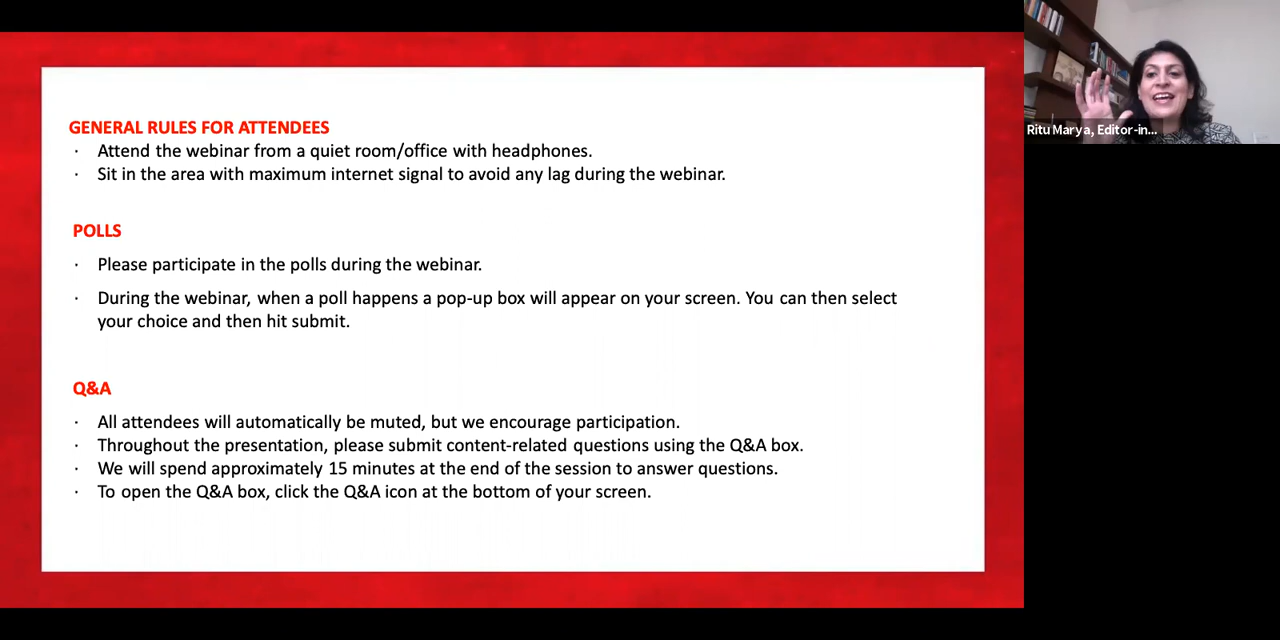 GENERAL RULES FOR ATTENDEES
· Attend the webinar from a quiet room/office with headphones.
· Sit in the area with maximum internet signal to avoid any lag during the webinar.
POLLS
· Please participate in the polls during the webinar.
· During the webinar, when a poll happens a pop-up box will appear on your screen. You can then select
your choice and then hit submit.
Q&A
· All attendees will automatically be muted, but we encourage participation.
· Throughout the presentation, please submit content-related questions using the Q&A box.
· We will spend approximately 15 minutes at the end of the session to answer questions.
· To open the Q&A box, click the Q&A icon at the bottom of your screen.
Ritu Marya, Editor-in...